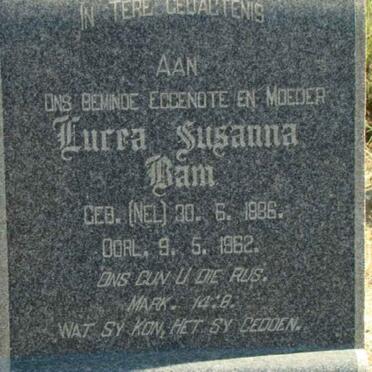 IN TERE GEDAGTENIS
AAN
ONS BEMINDE EGGENOTE EN MOEDER
Lucea Susanna
Bam
GEB. (NEL) 30. 6. 1886.
OORL. 9. 5. 1962.
ONS GUN U DIE RUS.
MARK. 14:8.
WAT SY KON, HET SY GEDOEN.